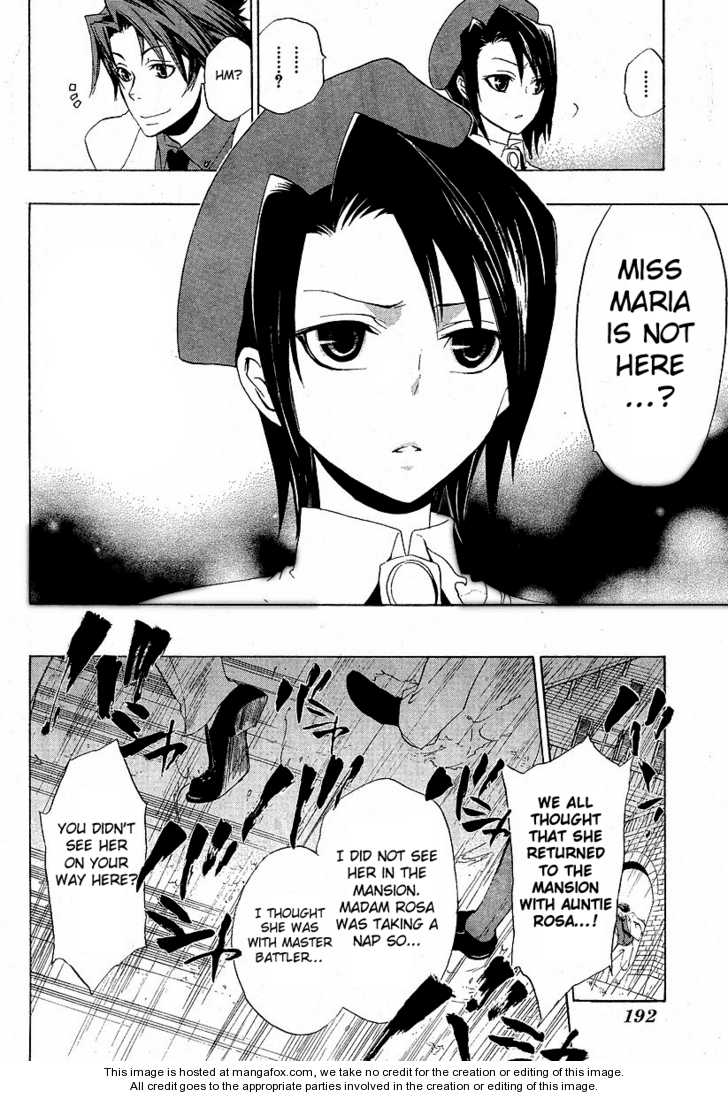 ………
………?
HM?
MISS
MARIA
IS NOT
HERE
…?
WE ALL
THOUGHT
THAT SHE
RETURNED
TO THE
MANSION
WITH AUNTIE
ROSA...!
I DID NOT SEE
HER IN THE
MANSION.
MADAM ROSA
WAS TAKING A
NAP SO...
I THOUGHT
SHE WAS
WITH MASTER
BATTLER...
YOU DIDN'T
SEE HER
ON YOUR
WAY HERE?
192
This image is hosted at mangafox.com, we take no credit for the creation or editing of this image.
All credit goes to the appropriate parties involved in the creation or editing of this image.